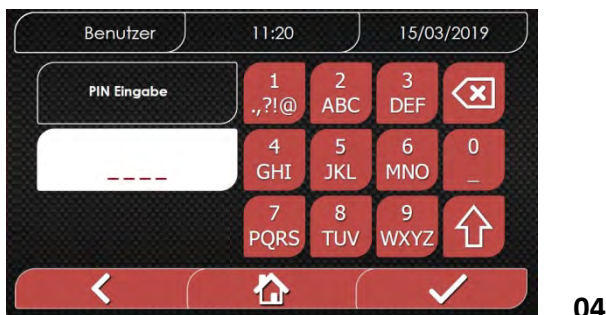 Benutzer 11:20 15/03/2019
PIN Eingabe
1 2 3
.,?!@ ABC DEF
_ _ _ _
4 5 6 0
GHI JKL MNO _
7 8 9
PQRS TUV WXYZ
04